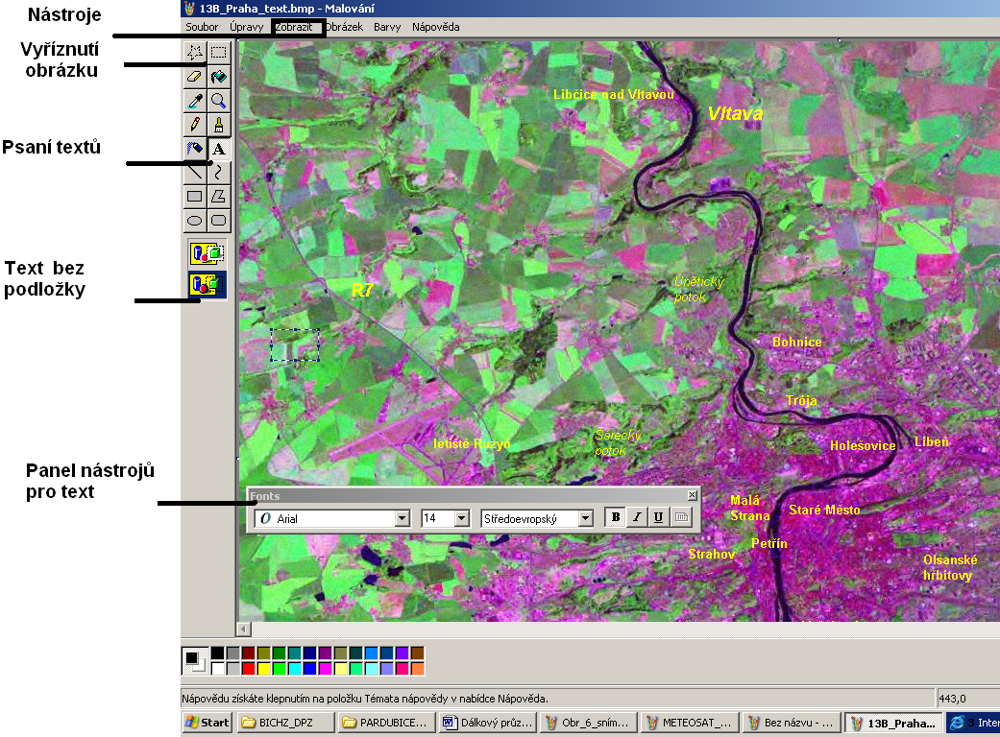 Nástroje
Vyříznutí
obrázku
Psaní textů
Text bez
podložky
Panel nástrojů
pro text
13B_Praha_text.bmp - Malování
Soubor Úpravy Zobrazit Obrázek Barvy Nápověda
A
Libčice nad Vltavou
Vltava
R7
Únětický
potok
Bohnice
Trója
letiště Ruzyň
Šárecký
potok
Holešovice
Libeň
Fonts
O Arial 14 Středoevropský B I U
Malá
Strana
Staré Město
Petřín
Strahov
Olšanské
hřbitovy
Nápovědu získáte klepnutím na položku Témata nápovědy v nabídce Nápověda.
443,0
Start BICHZ_DPZ PARDUBICE... Dálkový průz... Obr_6_sním... METEOSAT_... Bez názvu - ... 13B_Praha... 3 Inter